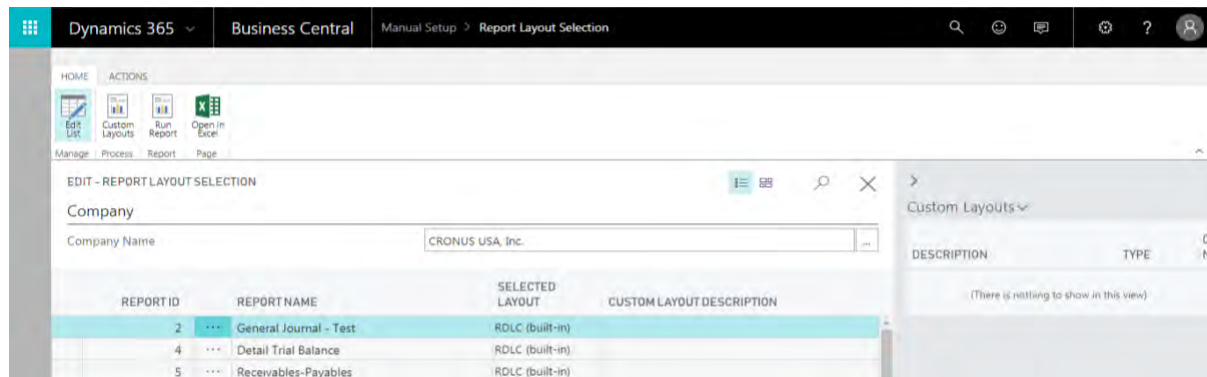 Dynamics 365 Business Central Manual Setup > Report Layout Selection ?
HOME ACTIONS
Edit List Custom Layouts Run Report Open in Excel
Manage Process Report Page
EDIT - REPORT LAYOUT SELECTION
Company
Company Name CRONUS USA, Inc. ...
REPORT ID REPORT NAME SELECTED LAYOUT CUSTOM LAYOUT DESCRIPTION
2 ... General Journal - Test RDLC (built-in)
4 ... Detail Trial Balance RDLC (built-in)
5 ... Receivables-Payables RDLC (built-in)
Custom Layouts
DESCRIPTION TYPE
(There is nothing to show in this view)